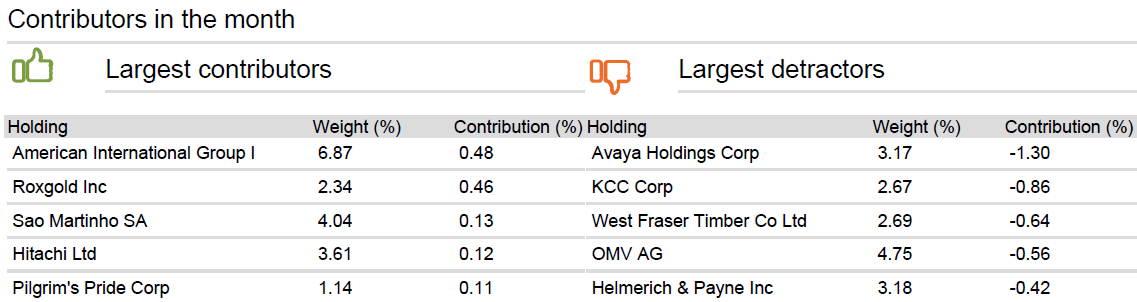 Contributors in the month
Largest contributors Largest detractors
Holding Weight (%) Contribution (%) Holding Weight (%) Contribution (%)
American International Group I 6.87 0.48 Avaya Holdings Corp 3.17 -1.30
Roxgold Inc 2.34 0.46 KCC Corp 2.67 -0.86
Sao Martinho SA 4.04 0.13 West Fraser Timber Co Ltd 2.69 -0.64
Hitachi Ltd 3.61 0.12 OMV AG 4.75 -0.56
Pilgrim's Pride Corp 1.14 0.11 Helmerich & Payne Inc 3.18 -0.42